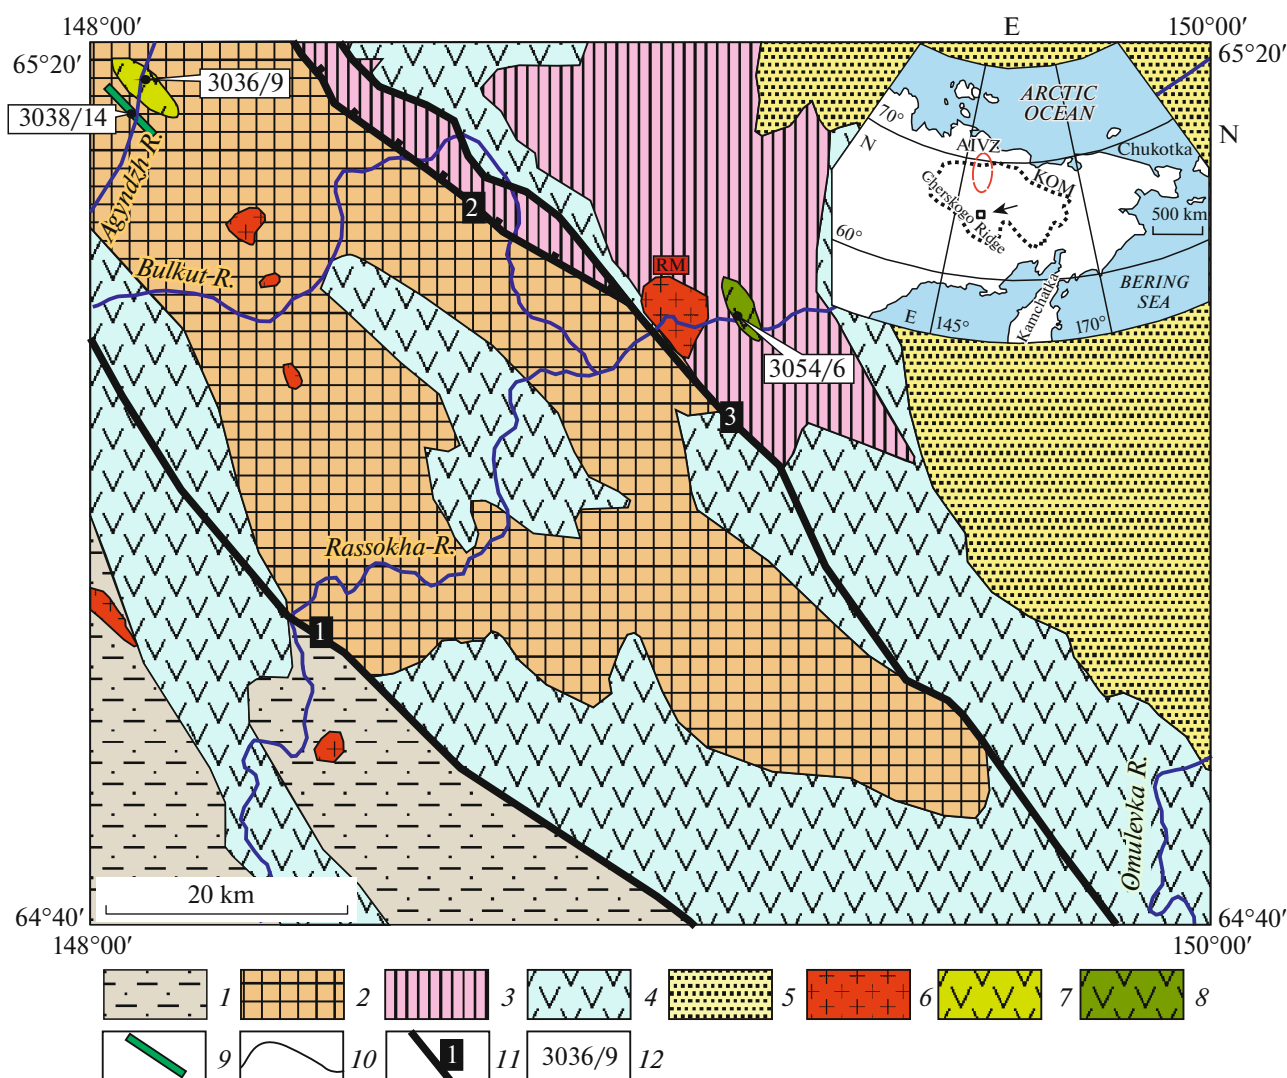 148°00′
E
150°00′
65°20′
65°20′
3036/9
3038/14
N
Agyndzh R.
Bulkut R.
2
RM
3054/6
3
Rassokha R.
1
Omulevka R.
ARCTIC
OCEAN
70°
N
AIVZ
Chukotka
KOM
Cherskogo Ridge
500 km
60°
BERING
SEA
Kamchatka
E
145°
170°
20 km
64°40′
64°40′
148°00′
150°00′
1
2
3
4
5
6
7
8
9
10
1
11
3036/9
12